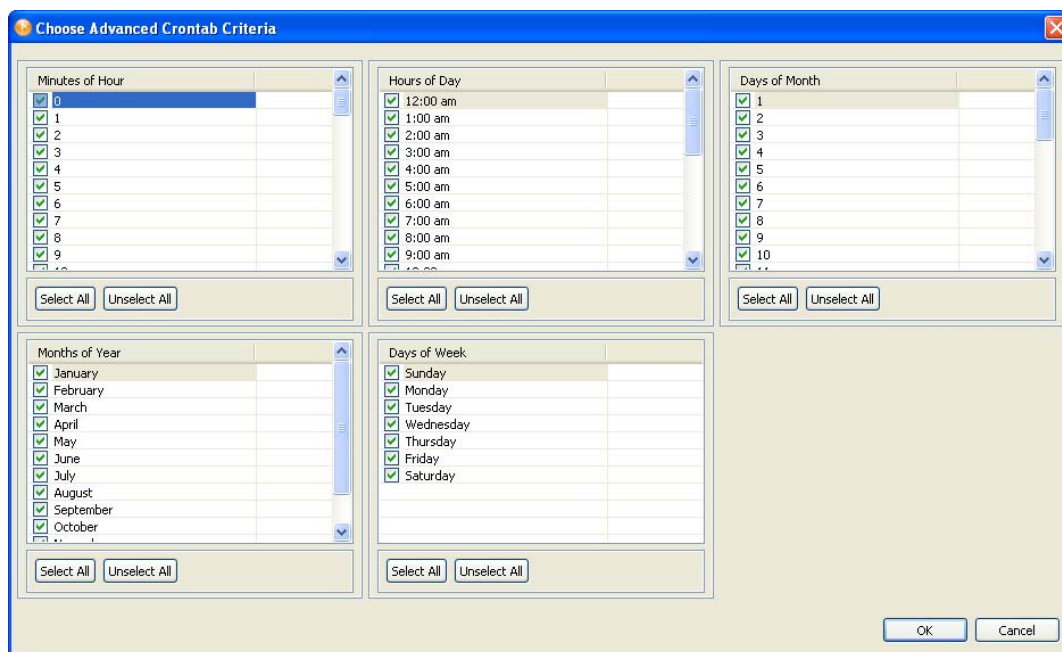 Choose Advanced Crontab Criteria
Minutes of Hour
0
1
2
3
4
5
6
7
8
9
Select All Unselect All
Hours of Day
12:00 am
1:00 am
2:00 am
3:00 am
4:00 am
5:00 am
6:00 am
7:00 am
8:00 am
9:00 am
Select All Unselect All
Days of Month
1
2
3
4
5
6
7
8
9
10
Select All Unselect All
Months of Year
January
February
March
April
May
June
July
August
September
October
Select All Unselect All
Days of Week
Sunday
Monday
Tuesday
Wednesday
Thursday
Friday
Saturday
Select All Unselect All
OK Cancel